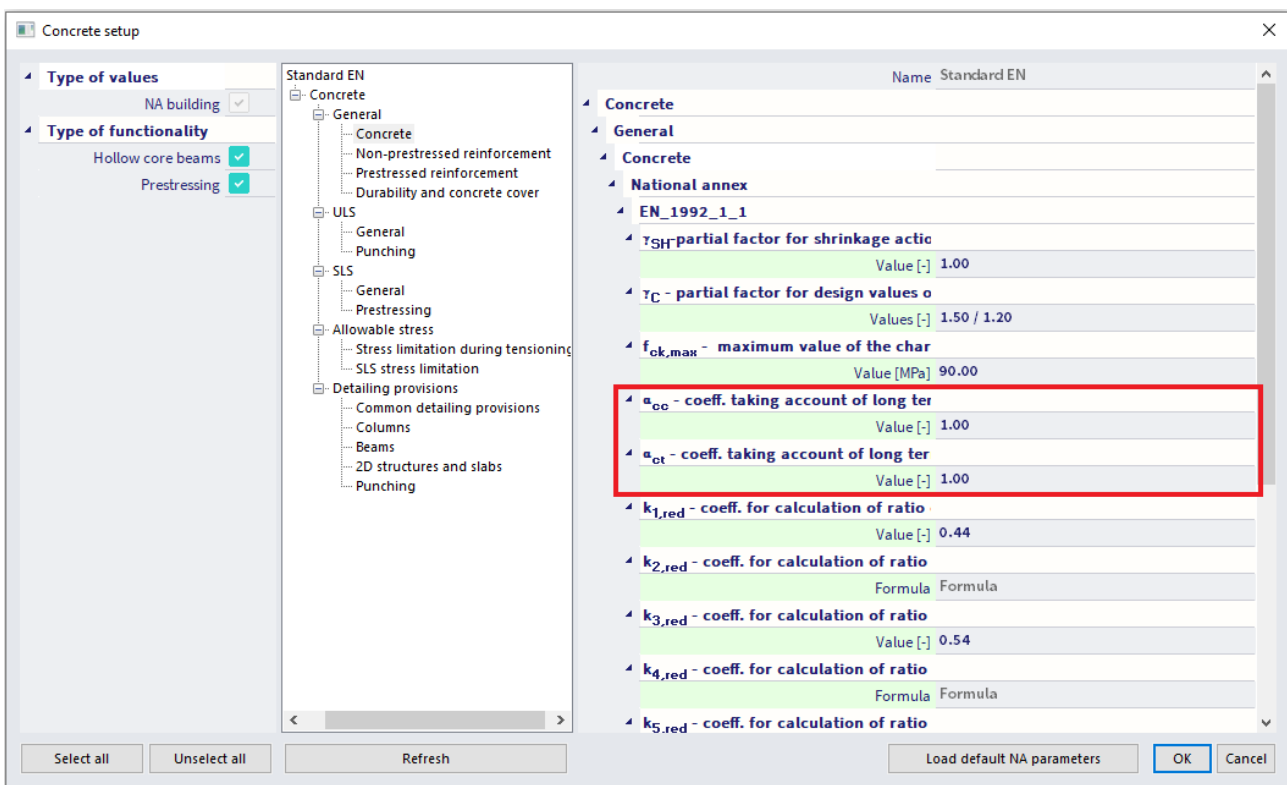 Concrete setup
Type of values
NA building
Type of functionality
Hollow core beams
Prestressing
Standard EN
Concrete
General
Concrete
Non-prestressed reinforcement
Prestressed reinforcement
Durability and concrete cover
ULS
General
Punching
SLS
General
Prestressing
Allowable stress
Stress limitation during tensioning
SLS stress limitation
Detailing provisions
Common detailing provisions
Columns
Beams
2D structures and slabs
Punching
Name Standard EN
Concrete
General
Concrete
National annex
EN_1992_1_1
γSH-partial factor for shrinkage actio
Value [-] 1.00
γC - partial factor for design values o
Values [-] 1.50 / 1.20
fck,max - maximum value of the char
Value [MPa] 90.00
αcc - coeff. taking account of long ter
Value [-] 1.00
αct - coeff. taking account of long ter
Value [-] 1.00
k1,red - coeff. for calculation of ratio
Value [-] 0.44
k2,red - coeff. for calculation of ratio
Formula Formula
k3,red - coeff. for calculation of ratio
Value [-] 0.54
k4,red - coeff. for calculation of ratio
Formula Formula
k5,red - coeff. for calculation of ratio
Select all
Unselect all
Refresh
Load default NA parameters
OK
Cancel